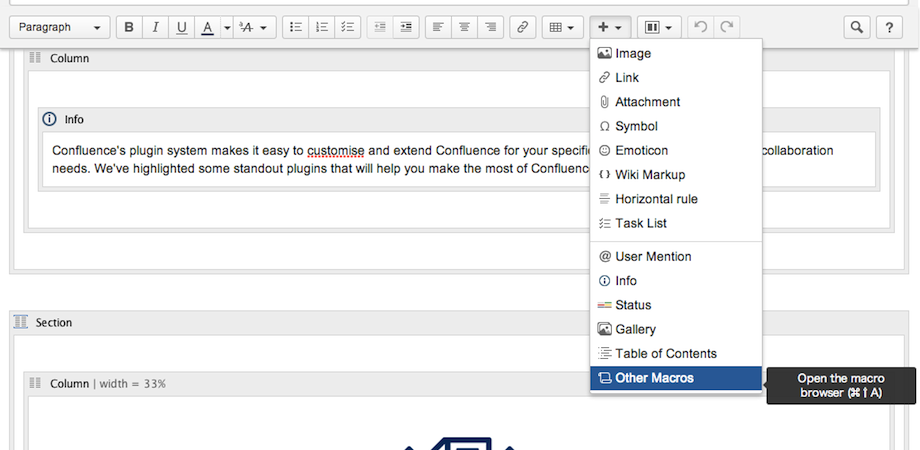 Paragraph B I U A A ?
Column
Info
Confluence's plugin system makes it easy to customise and extend Confluence for your specifi collaboration
needs. We've highlighted some standout plugins that will help you make the most of Confluenc
Section
Column | width = 33%
Image
Link
Attachment
Symbol
Emoticon
Wiki Markup
Horizontal rule
Task List
@ User Mention
Info
Status
Gallery
Table of Contents
Other Macros
Open the macro
browser (⌘⇧A)